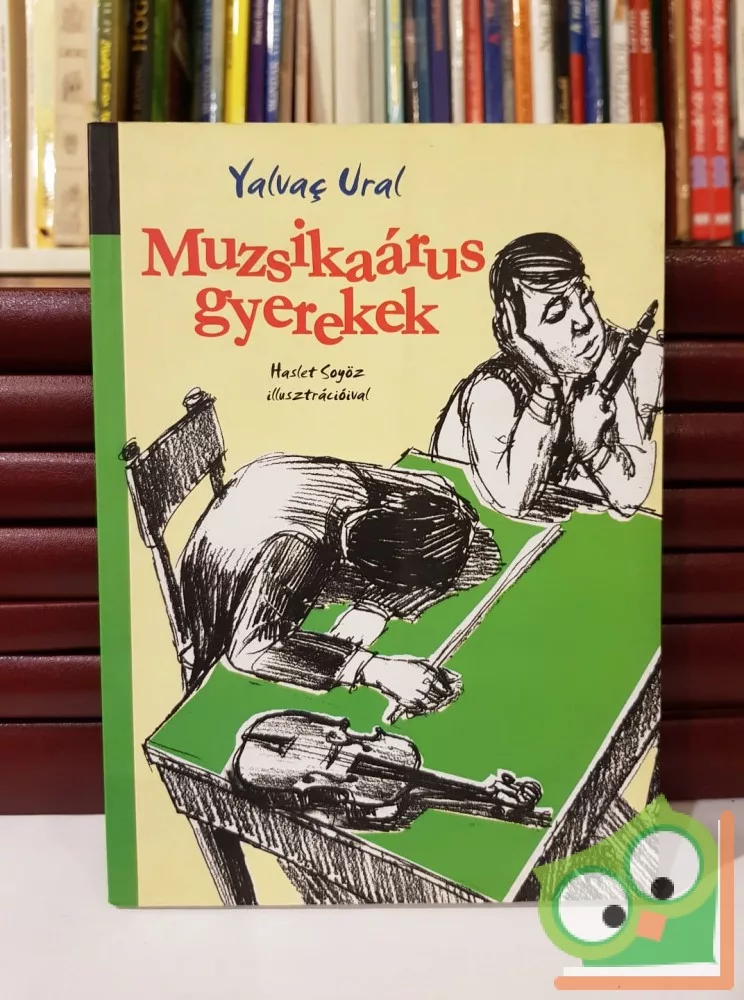 Yalvaç Ural
Muzsikaárus
gyerekek
Haslet Soyöz
illusztrációival